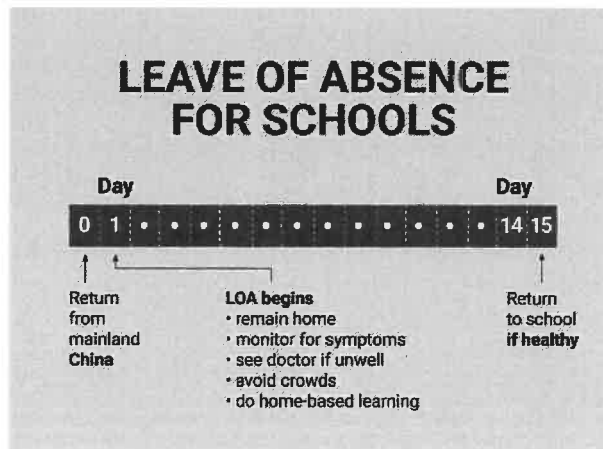 LEAVE OF ABSENCE
FOR SCHOOLS
Day
Day
0 1 • • • • • • • • • • • • 14 15
Return
from
mainland
China
LOA begins
• remain home
• monitor for symptoms
• see doctor if unwell
• avoid crowds
• do home-based learning
Return
to school
if healthy